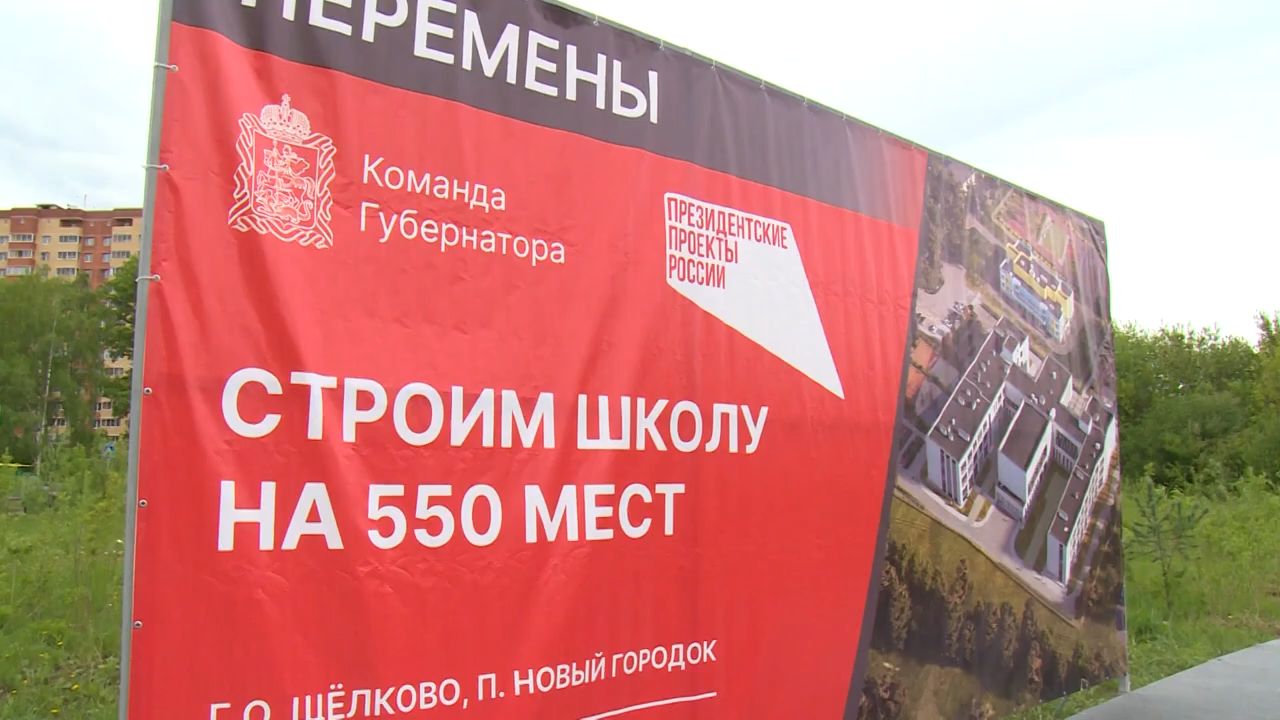 ПЕРЕМЕНЫ
Команда
Губернатора
ПРЕЗИДЕНТСКИЕ
ПРОЕКТЫ
РОССИИ
СТРОИМ ШКОЛУ
НА 550 МЕСТ
Г.О. ЩЁЛКОВО, П. НОВЫЙ ГОРОДОК